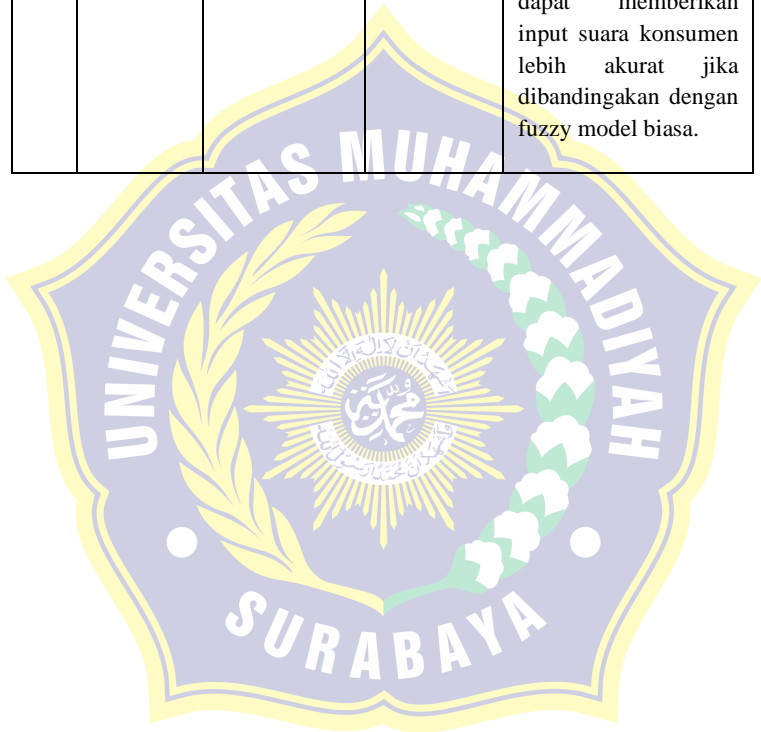 dapat memberikan
input suara konsumen
lebih akurat jika
dibandingakan dengan
fuzzy model biasa.
UNIVERSITAS MUHAMMADIYAH
SURABAYA